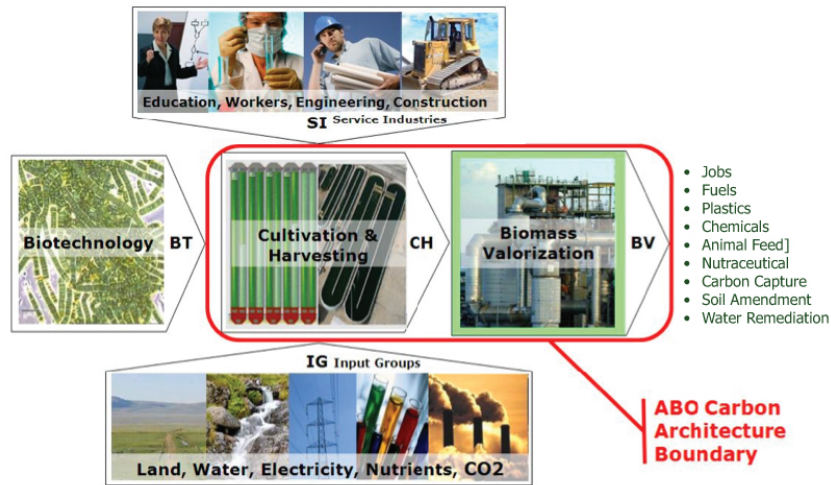 Education, Workers, Engineering, Construction
SI Service Industries
Biotechnology BT
Cultivation &
Harvesting
CH
Biomass
Valorization
BV
• Jobs
• Fuels
• Plastics
• Chemicals
• Animal Feed]
• Nutraceutical
• Carbon Capture
• Soil Amendment
• Water Remediation
IG Input Groups
Land, Water, Electricity, Nutrients, CO2
ABO Carbon
Architecture
Boundary